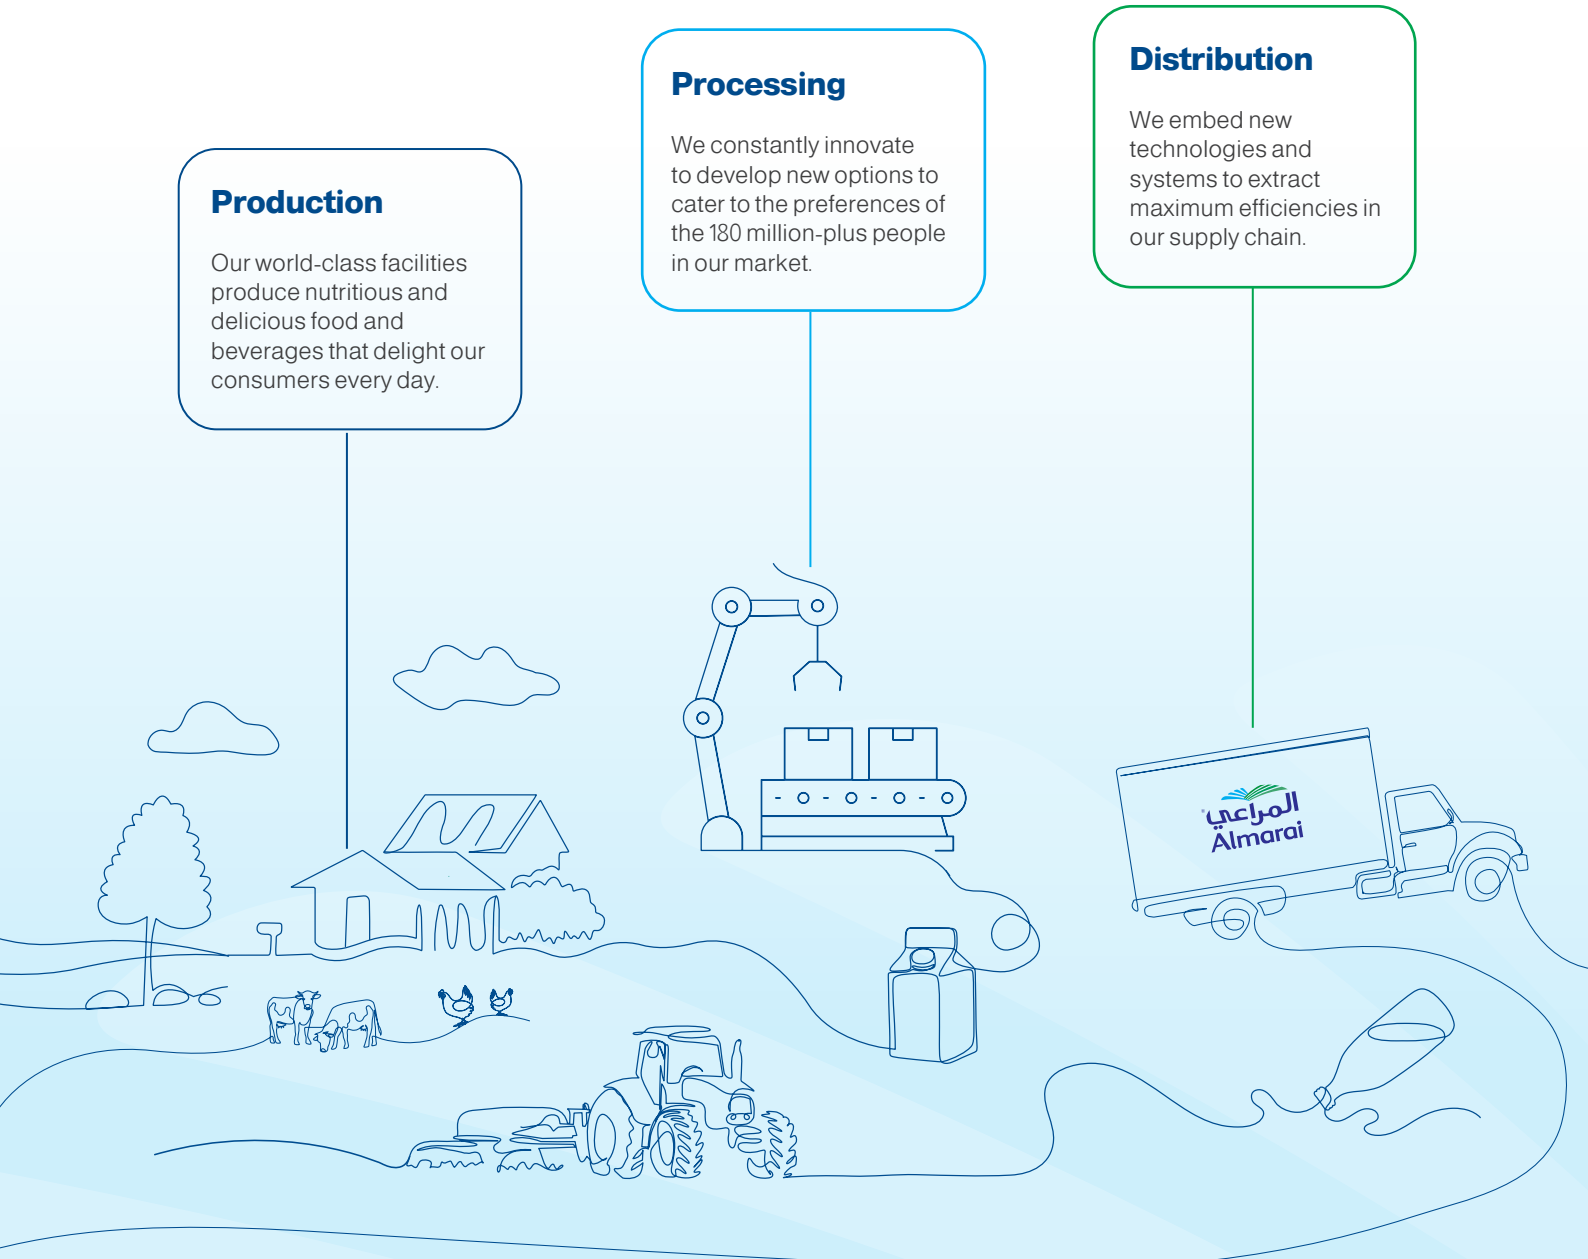 Production
Our world-class facilities
produce nutritious and
delicious food and
beverages that delight our
consumers every day.
Processing
We constantly innovate
to develop new options to
cater to the preferences of
the 180 million-plus people
in our market.
Distribution
We embed new
technologies and
systems to extract
maximum efficiencies in
our supply chain.
المراعي
Almarai